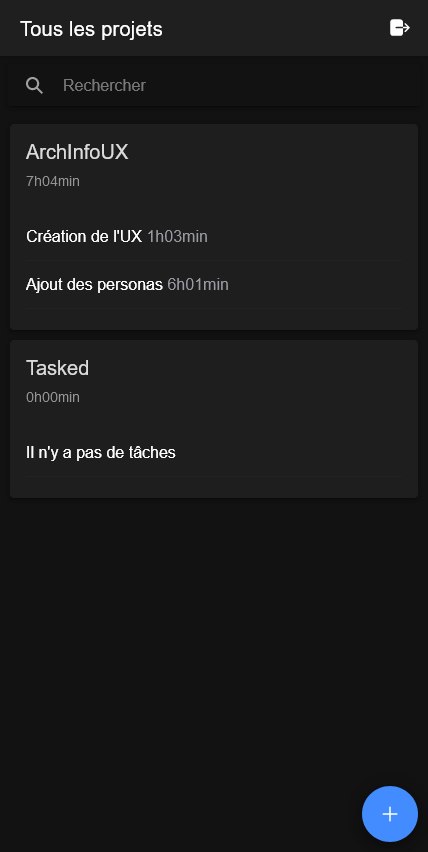 Tous les projets
Rechercher
ArchInfoUX
7h04min
Création de l'UX 1h03min
Ajout des personas 6h01min
Tasked
0h00min
Il n'y a pas de tâches